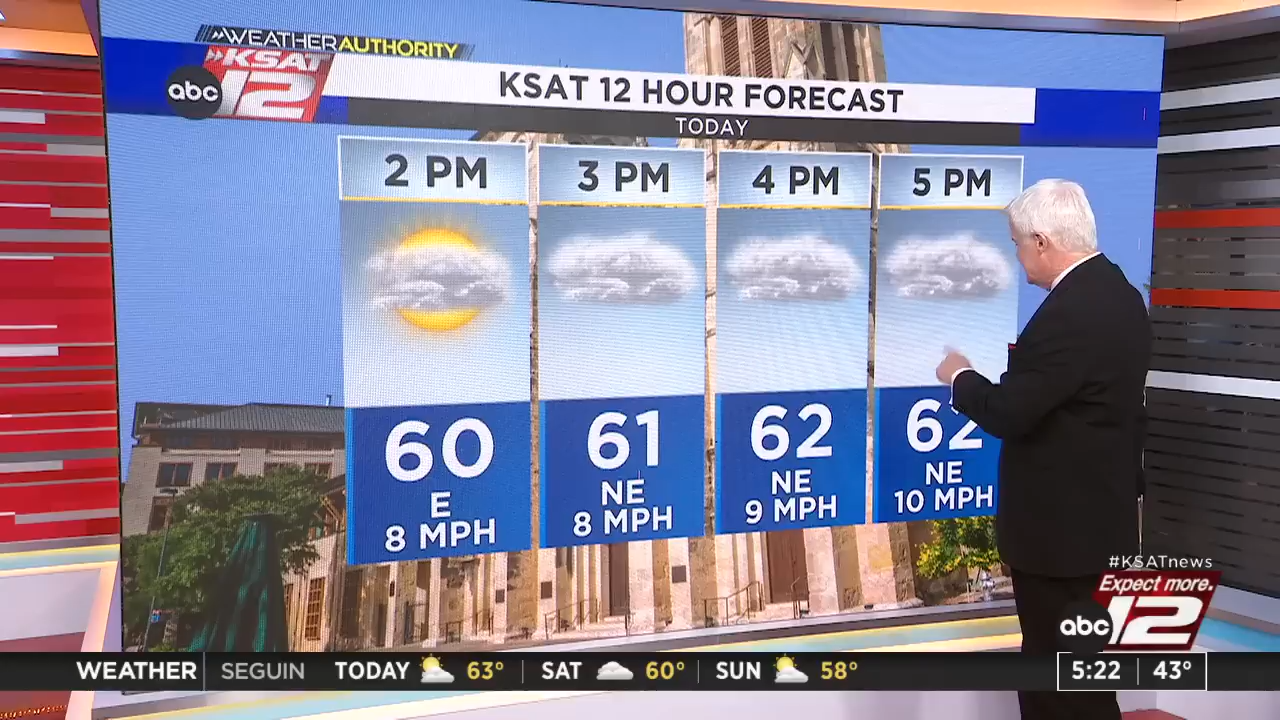 »WEATHERAUTHORITY
»KSAT
abc 12
KSAT 12 HOUR FORECAST
TODAY
2 PM 3 PM 4 PM 5 PM
60 61 62 62
E NE NE NE
8 MPH 8 MPH 9 MPH 10 MPH
#KSATnews
Expect more.
abc 12
WEATHER SEGUIN TODAY 63° SAT 60° SUN 58° 5:22 43°